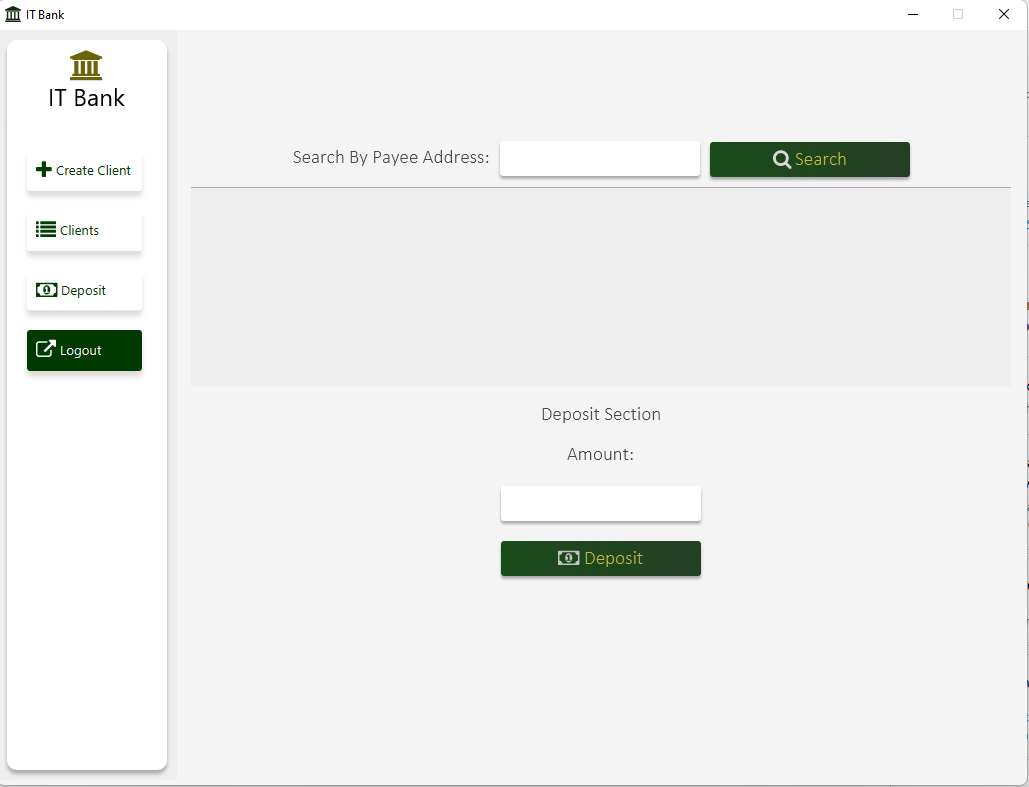 IT Bank
IT Bank
Create Client
Clients
Deposit
Logout
Search By Payee Address:
Search
Deposit Section
Amount:
Deposit